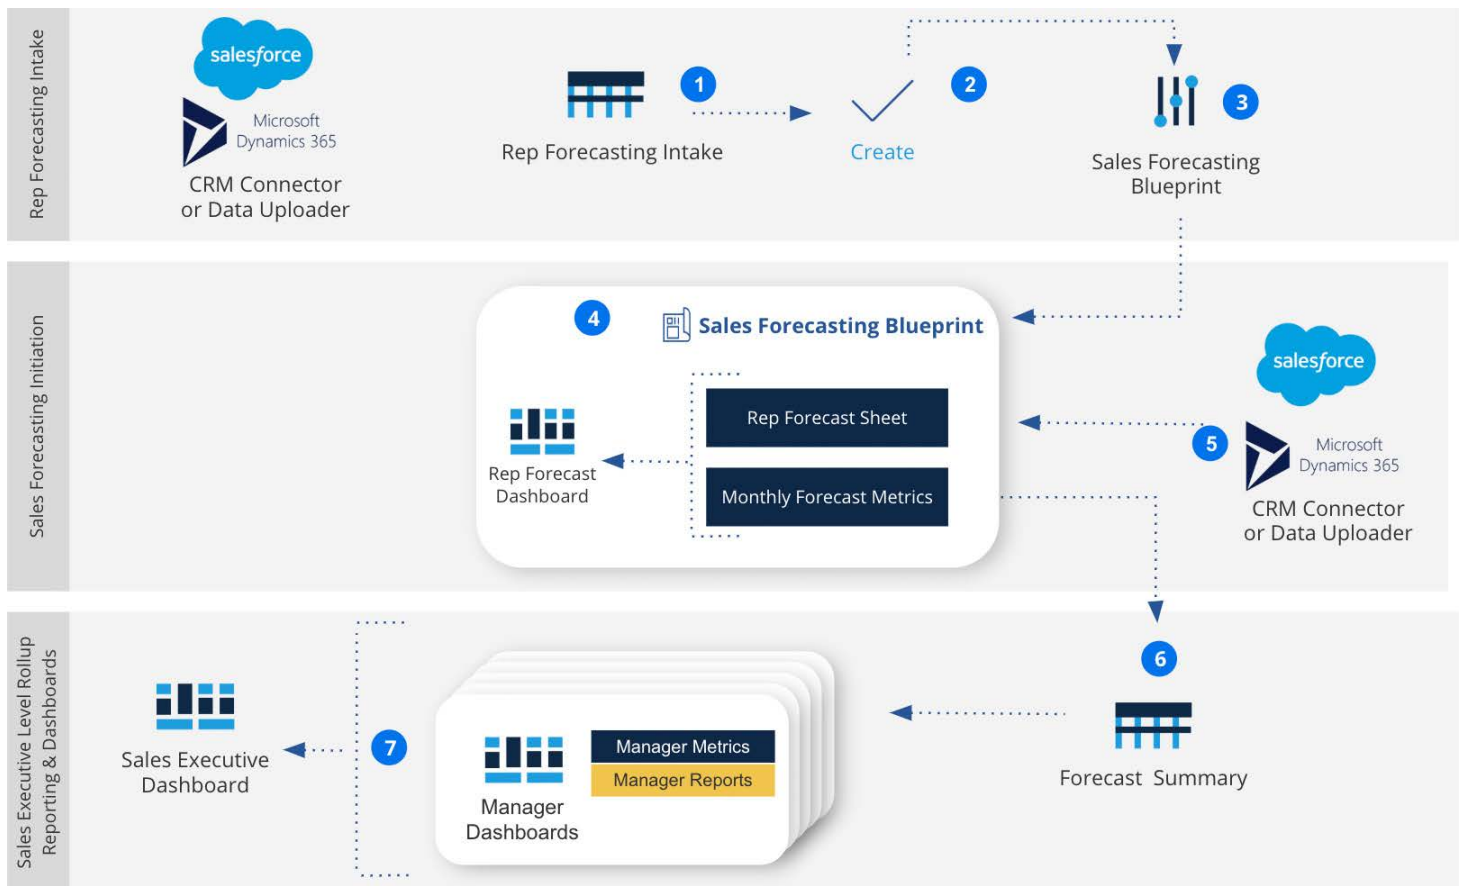 Rep Forecasting Intake
salesforce
Microsoft
Dynamics 365
CRM Connector
or Data Uploader
Rep Forecasting Intake
1
Create
2
Sales Forecasting
Blueprint
3
Sales Forecasting Initiation
4
Sales Forecasting Blueprint
Rep Forecast Sheet
Monthly Forecast Metrics
Rep Forecast
Dashboard
5
salesforce
Microsoft
Dynamics 365
CRM Connector
or Data Uploader
Sales Executive Level Rollup
Reporting & Dashboards
Sales Executive
Dashboard
7
Manager Metrics
Manager Reports
Manager
Dashboards
6
Forecast Summary